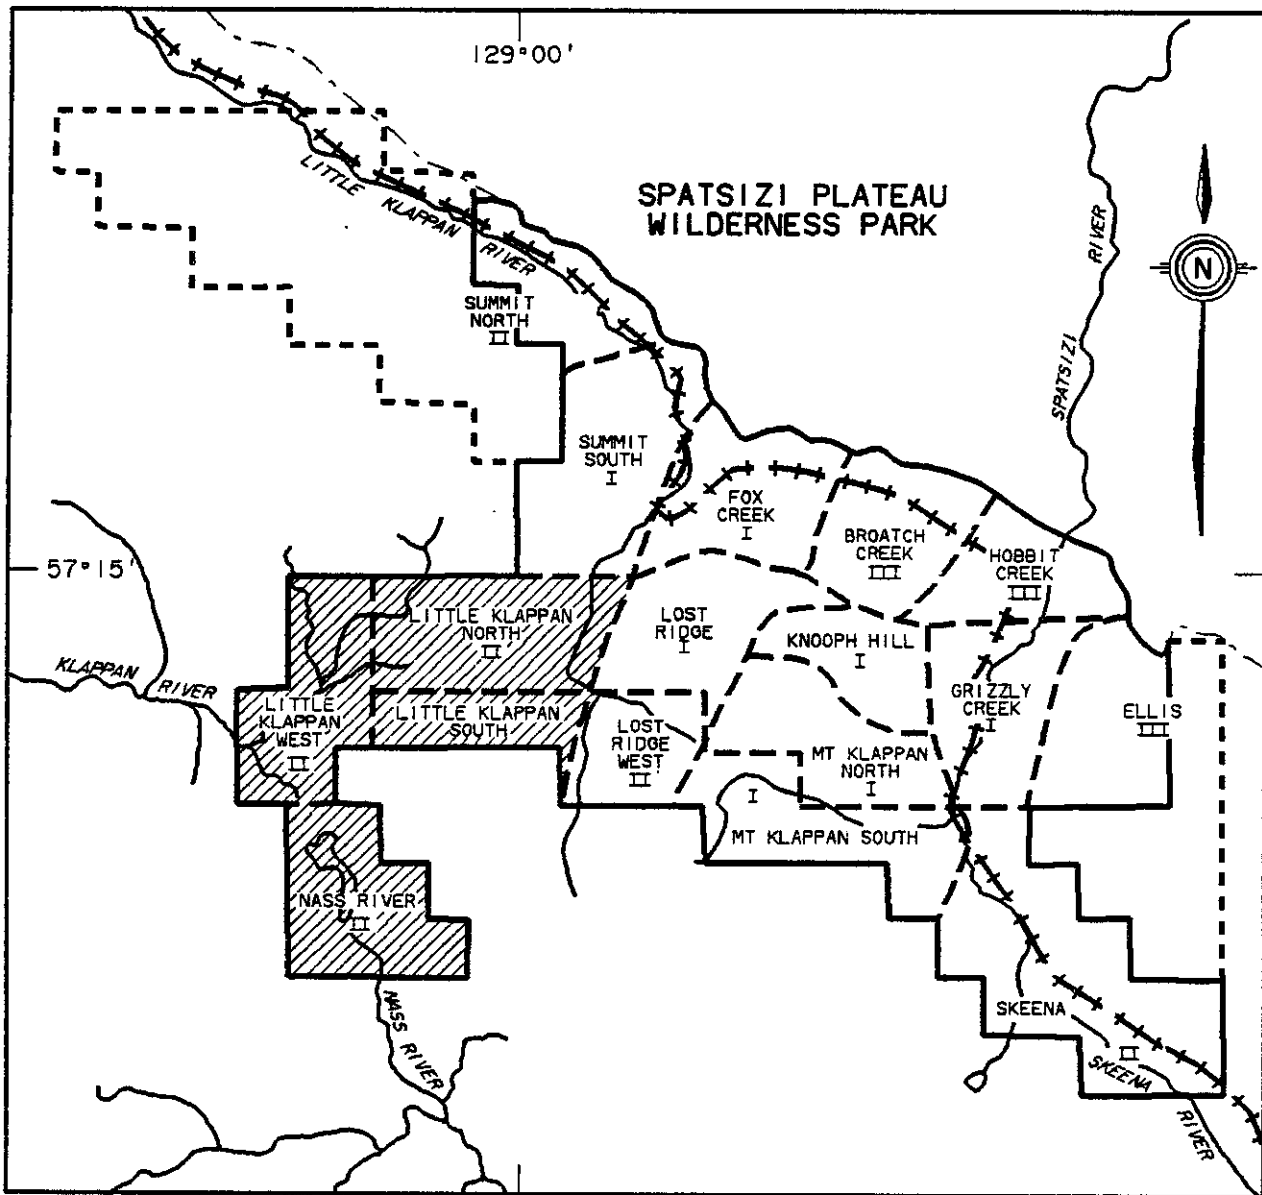 129°00'
SPATSIZI PLATEAU
WILDERNESS PARK
LITTLE KLAPPAN RIVER
SPATSIZI RIVER
N
SUMMIT
NORTH
II
SUMMIT
SOUTH
I
FOX
CREEK
I
BROATCH
CREEK
III
HOBBIT
CREEK
III
57°15'
LITTLE KLAPPAN
NORTH
II
LOST
RIDGE
I
KNOOPH HILL
I
KLAPPAN RIVER
LITTLE
KLAPPAN
WEST
II
LITTLE KLAPPAN
SOUTH
LOST
RIDGE
WEST
II
GRIZZLY
CREEK
I
ELLIS
III
MT KLAPPAN
NORTH
I
I
MT KLAPPAN SOUTH
NASS RIVER
II
NASS RIVER
SKEENA
II
SKEENA RIVER